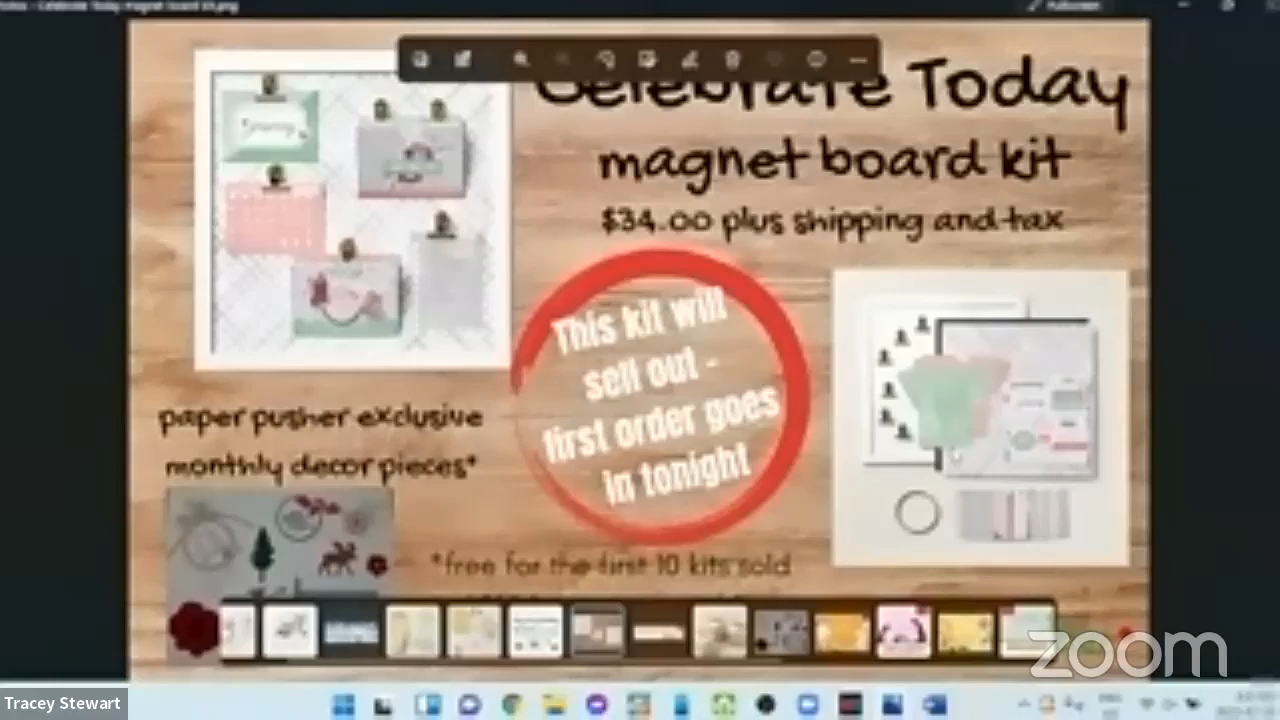 Celebrate Today
magnet board kit
$34.00 plus shipping and tax
This kit will
sell out -
first order goes
in tonight
paper pusher exclusive
monthly decor pieces*
*free for the first 10 kits sold
zoom
Tracey Stewart